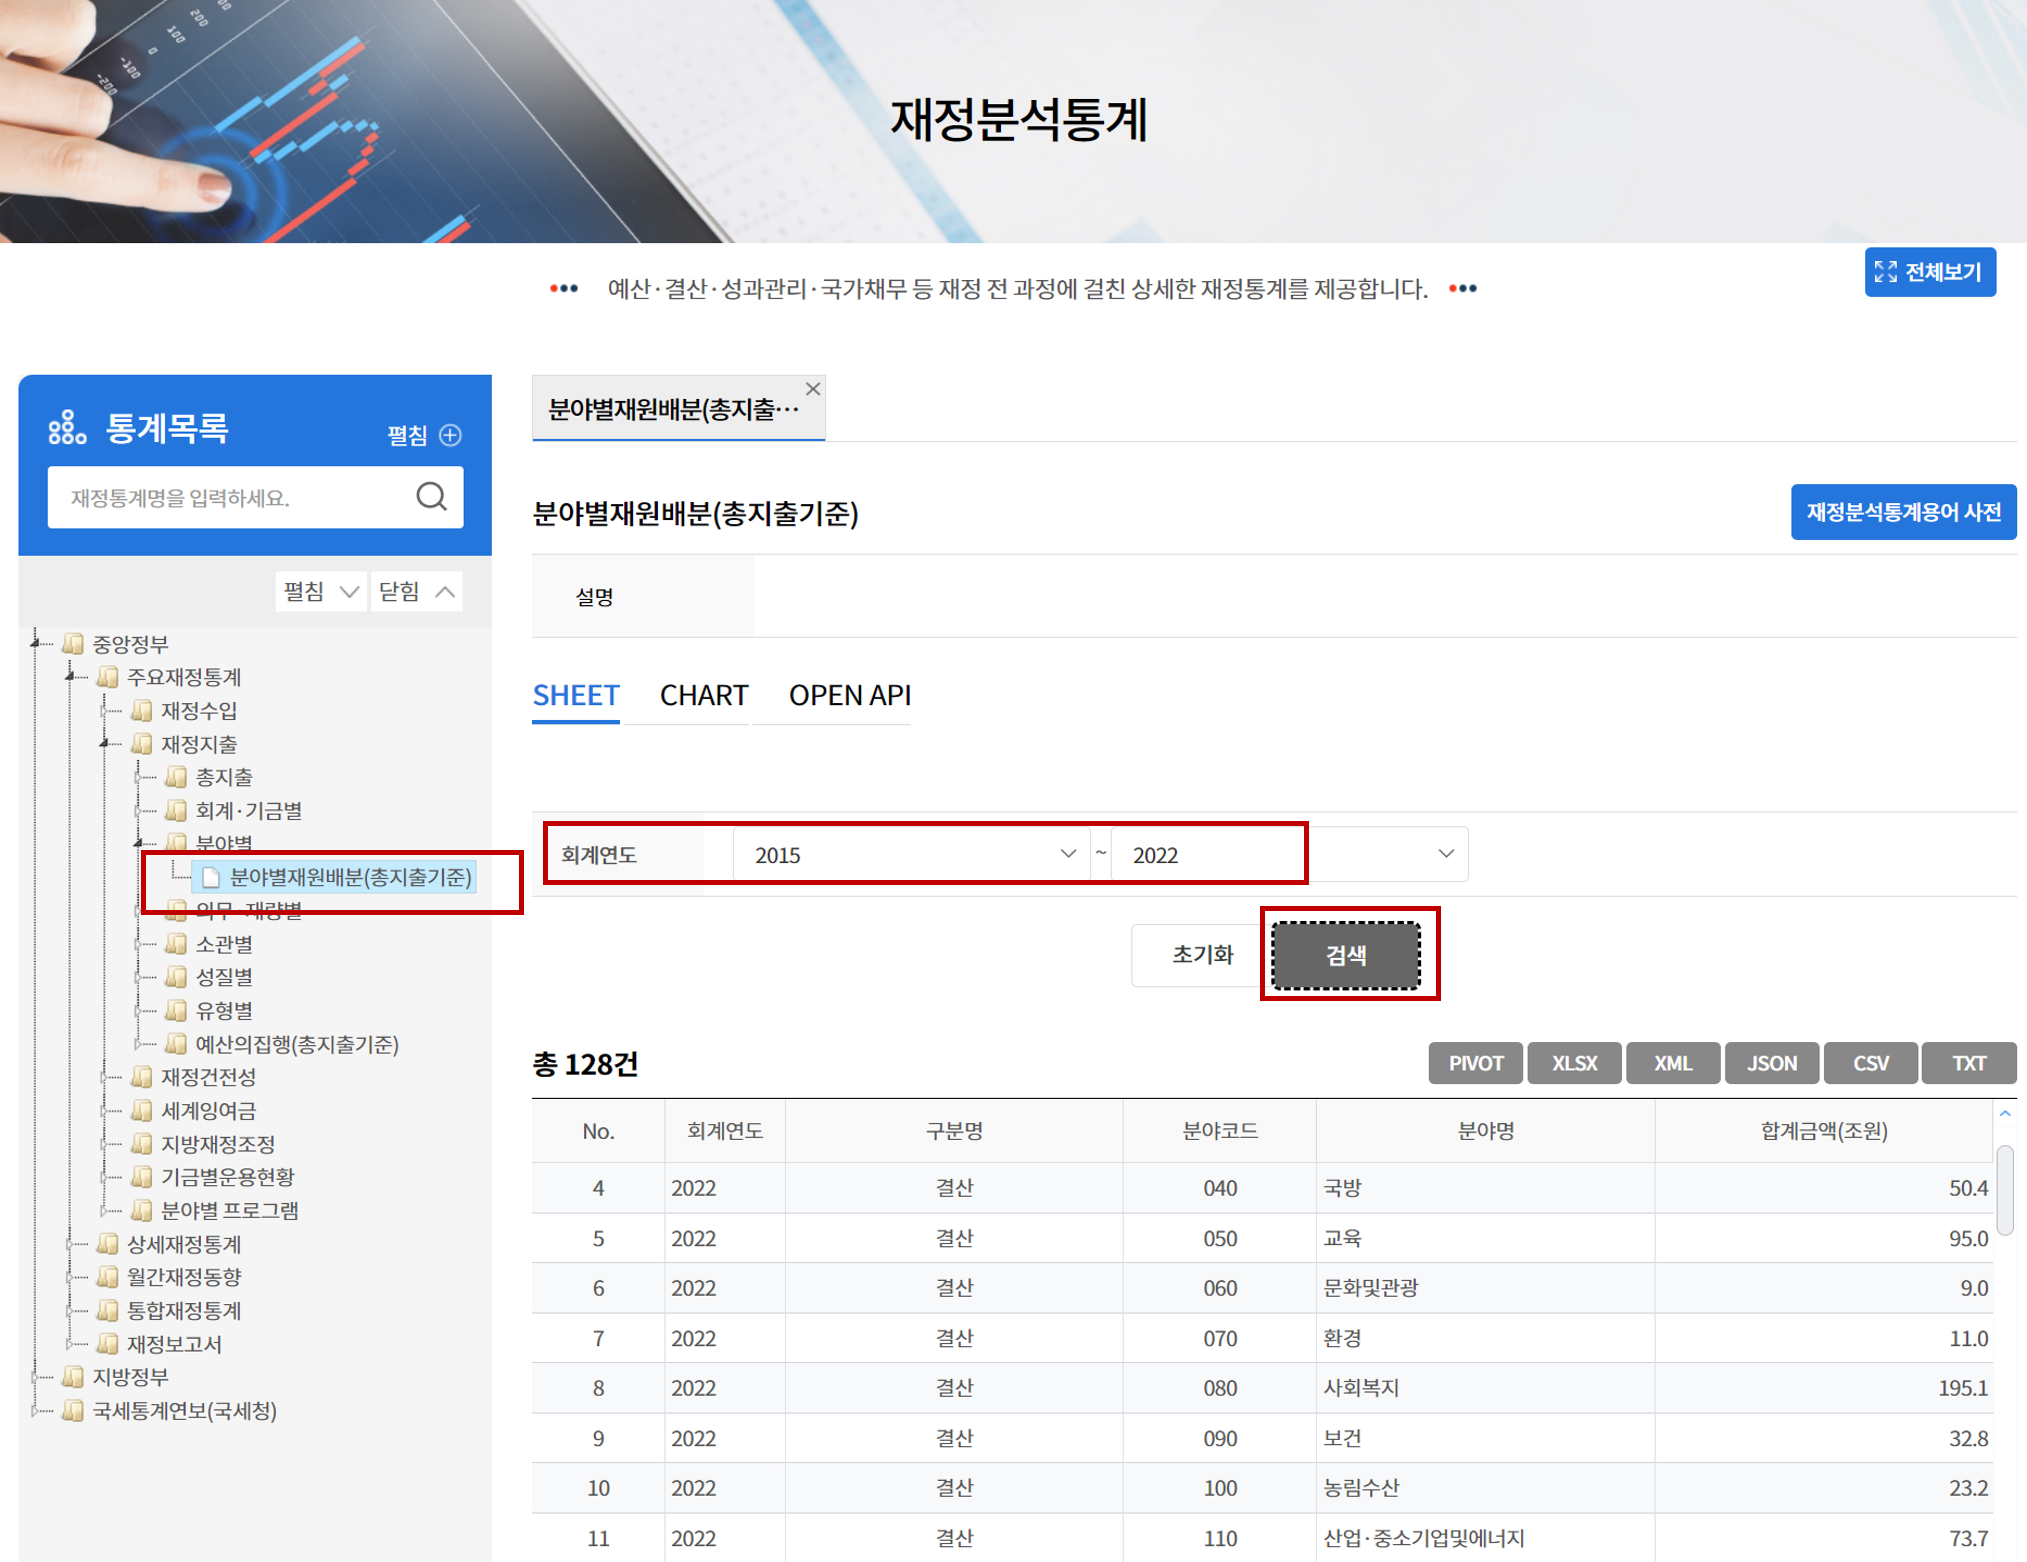 200
100
0
-100
-200
재정분석통계
예산·결산·성과관리·국가채무 등 재정 전 과정에 걸친 상세한 재정통계를 제공합니다.
전체보기
통계목록
펼침
재정통계명을 입력하세요.
펼침 닫힘
중앙정부
주요재정통계
재정수입
재정지출
총지출
회계·기금별
분야별
분야별재원배분(총지출기준)
의무·재량별
소관별
성질별
유형별
예산의집행(총지출기준)
재정건전성
세계잉여금
지방재정조정
기금별운용현황
분야별 프로그램
상세재정통계
월간재정동향
통합재정통계
재정보고서
지방정부
국세통계연보(국세청)
분야별재원배분(총지출…
분야별재원배분(총지출기준)
재정분석통계용어 사전
설명
SHEET CHART OPEN API
회계연도 2015 ~ 2022
초기화 검색
총 128건
PIVOT XLSX XML JSON CSV TXT
No. 회계연도 구분명 분야코드 분야명 합계금액(조원)
4 2022 결산 040 국방 50.4
5 2022 결산 050 교육 95.0
6 2022 결산 060 문화및관광 9.0
7 2022 결산 070 환경 11.0
8 2022 결산 080 사회복지 195.1
9 2022 결산 090 보건 32.8
10 2022 결산 100 농림수산 23.2
11 2022 결산 110 산업·중소기업및에너지 73.7